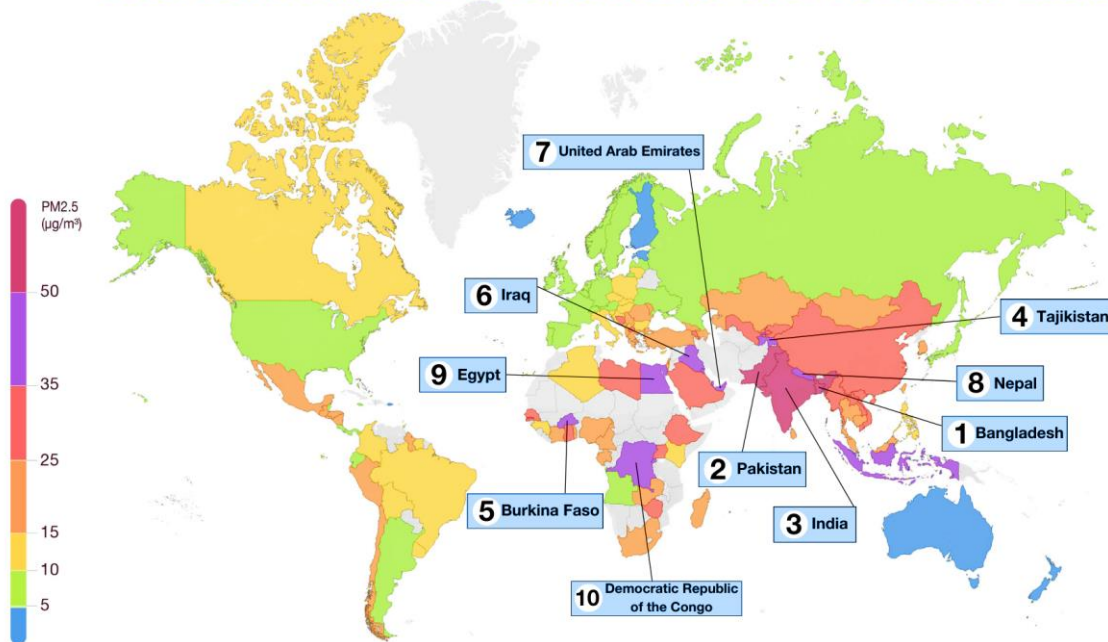 7 United Arab Emirates
PM2.5
(µg/m³)
50
35
25
15
10
5
6 Iraq
4 Tajikistan
9 Egypt
8 Nepal
1 Bangladesh
2 Pakistan
5 Burkina Faso
3 India
10 Democratic Republic
of the Congo